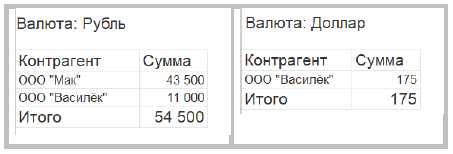 Валюта: Рубль
Контрагент Сумма
ООО "Мак" 43 500
ООО "Василёк" 11 000
Итого 54 500
Валюта: Доллар
Контрагент Сумма
ООО "Василёк" 175
Итого 175